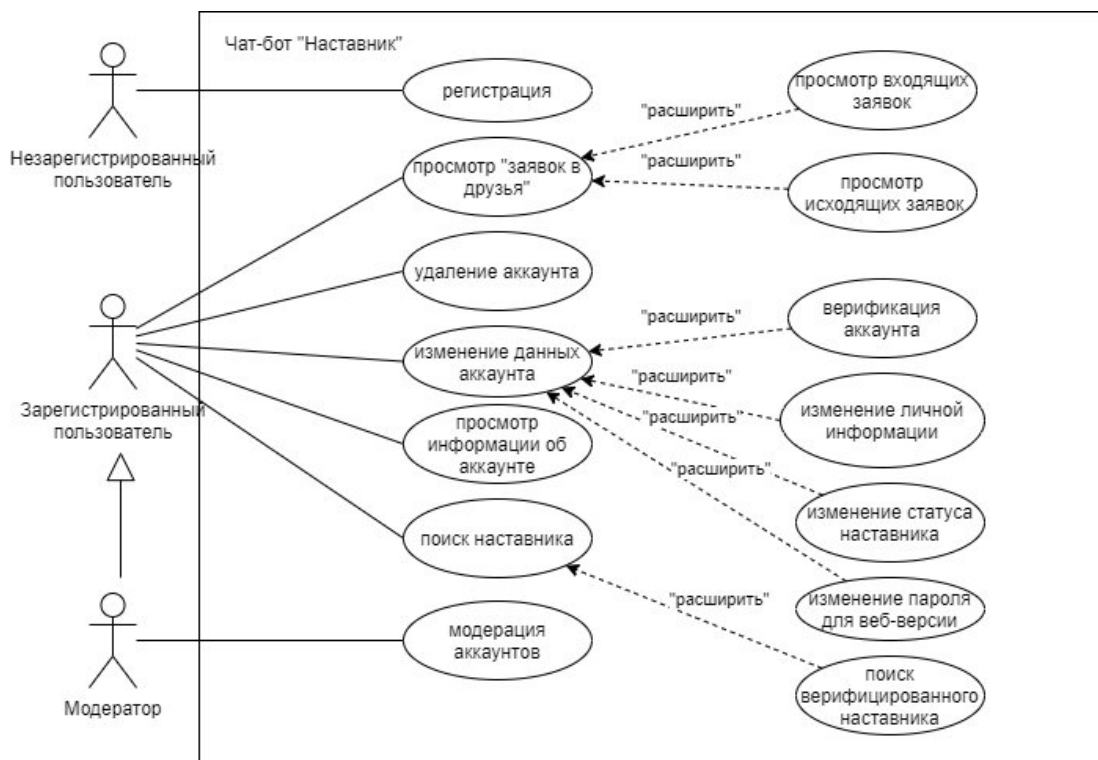 Чат-бот "Наставник"
Незарегистрированный
пользователь
регистрация
"расширить"
просмотр входящих
заявок
просмотр "заявок в
друзья"
"расширить"
просмотр
исходящих заявок
удаление аккаунта
Зарегистрированный
пользователь
"расширить"
верификация
аккаунта
изменение данных
аккаунта
"расширить"
изменение личной
информации
просмотр
информации об
аккаунте
"расширить"
изменение статуса
наставника
"расширить"
изменение пароля
для веб-версии
поиск наставника
"расширить"
поиск
верифицированного
наставника
Модератор
модерация
аккаунтов